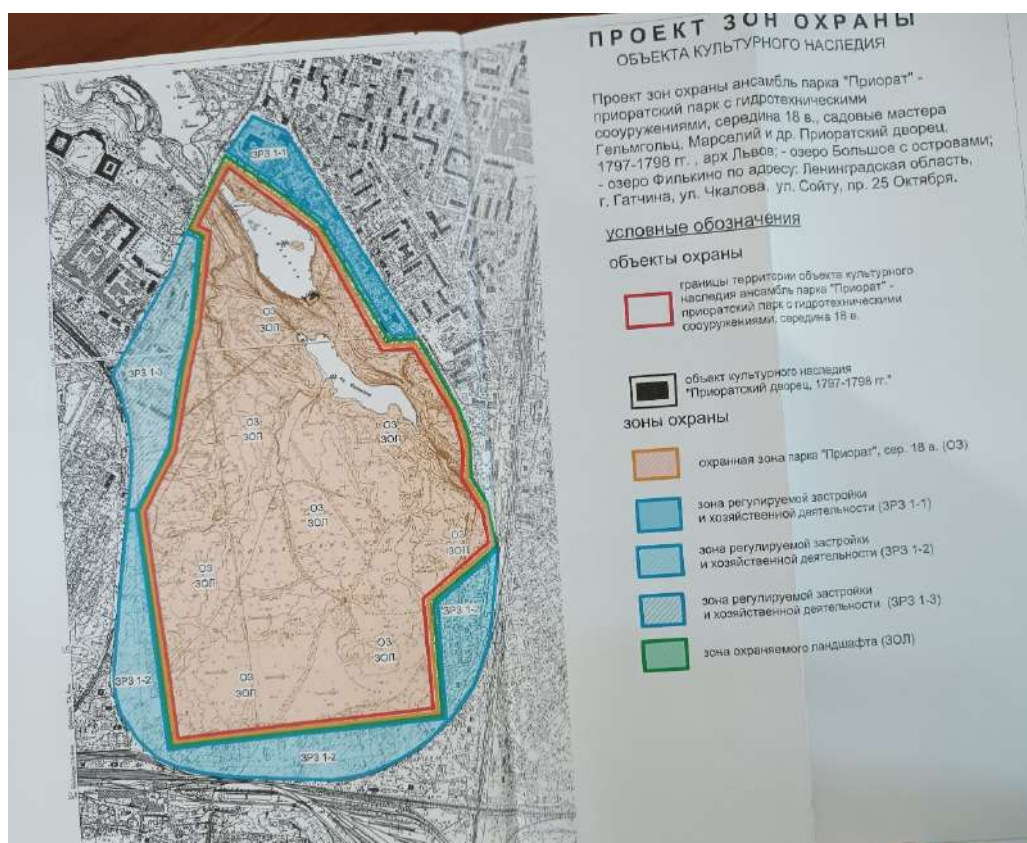 ПРОЕКТ ЗОН ОХРАНЫ
ОБЪЕКТА КУЛЬТУРНОГО НАСЛЕДИЯ
Проект зон охраны ансамбль парка "Приорат" -
приоратский парк с гидротехническими
сооуружениями, середина 18 в., садовые мастера
Гельмгольц, Марсалий и др. Приоратский дворец,
1797-1798 гг. , арх Львов; - озеро Большое с островами;
- озеро Филькино по адресу: Ленинградская область,
г. Гатчина, ул. Чкалова, ул. Сойту, пр. 25 Октября.
условные обозначения
объекты охраны
границы территории объекта культурного
наследия ансамбль парка "Приорат" -
приоратский парк с гидротехническими
сооуружениями, середина 18 в.
объект культурного наследия
"Приоратский дворец, 1797-1798 гг."
зоны охраны
охранная зона парка "Приорат", сер. 18 в. (ОЗ)
зона регулируемой застройки
и хозяйственной деятельности (ЗРЗ 1-1)
зона регулируемой застройки
и хозяйственной деятельности (ЗРЗ 1-2)
зона регулируемой застройки
и хозяйственной деятельности (ЗРЗ 1-3)
зона охраняемого ландшафта (ЗОЛ)
ЗРЗ 1-1
ОЗ
ЗОЛ
ЗРЗ 1-3
ОЗ
ЗОЛ
ОЗ
ЗОЛ
ОЗ
ЗОЛ
ОЗ
ЗОЛ
ОЗ
ЗОЛ
ЗРЗ 1-2
ОЗ
ЗОЛ
ЗРЗ 1-2
ОЗ
ЗОЛ
ЗРЗ 1-2